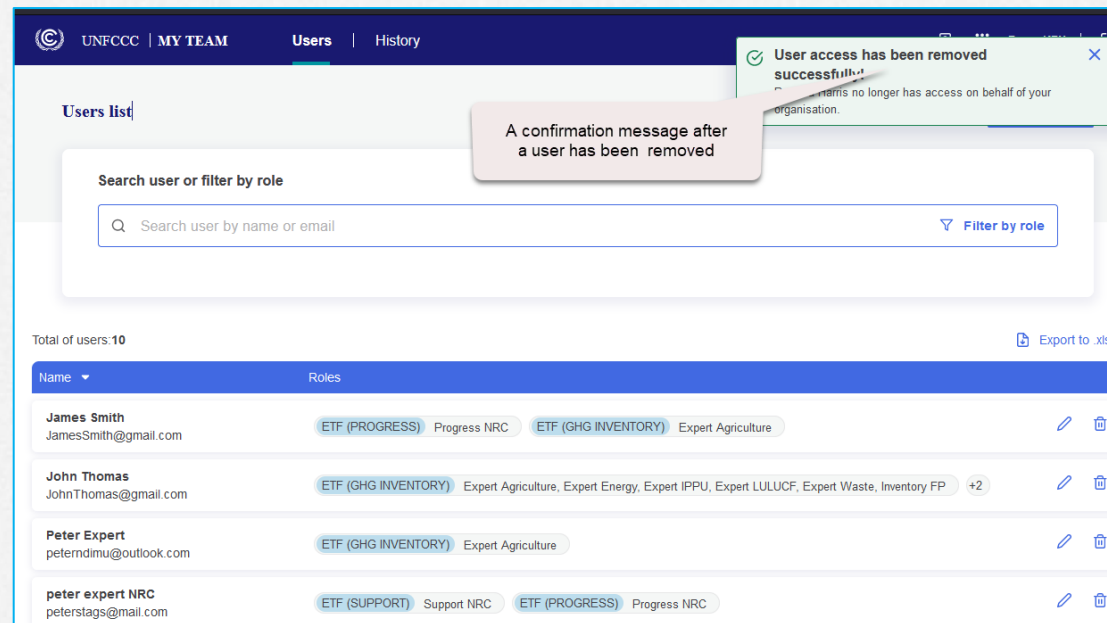 UNFCCC | MY TEAM Users | History
User access has been removed
successfully!
Harris no longer has access on behalf of your
organisation.
Users list
A confirmation message after
a user has been removed
Search user or filter by role
Search user by name or email Filter by role
Total of users:10 Export to .xls
Name Roles
James Smith
JamesSmith@gmail.com
ETF (PROGRESS) Progress NRC ETF (GHG INVENTORY) Expert Agriculture
John Thomas
JohnThomas@gmail.com
ETF (GHG INVENTORY) Expert Agriculture, Expert Energy, Expert IPPU, Expert LULUCF, Expert Waste, Inventory FP +2
Peter Expert
peterndimu@outlook.com
ETF (GHG INVENTORY) Expert Agriculture
peter expert NRC
peterstags@mail.com
ETF (SUPPORT) Support NRC ETF (PROGRESS) Progress NRC